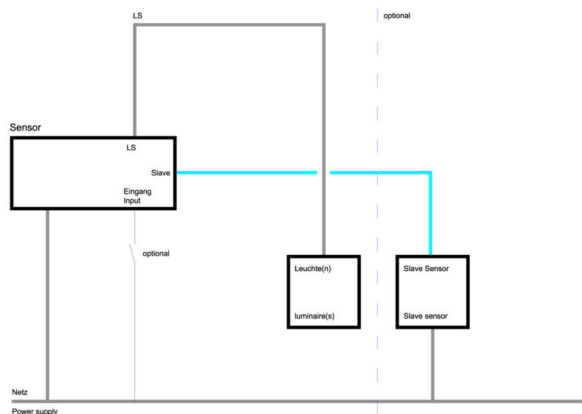 LS
optional
Sensor
LS
Slave
Eingang
Input
optional
Leuchte(n)
luminaire(s)
Slave Sensor
Slave sensor
Netz
Power supply